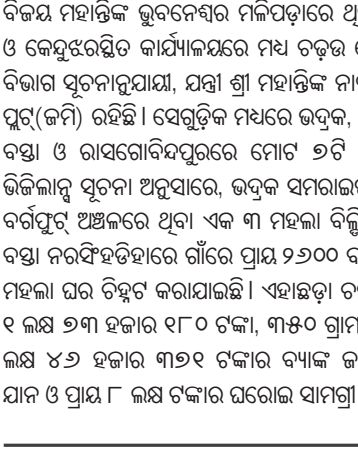 ବିଜୟ ମହାନ୍ତିଙ୍କ ଭୁବନେଶ୍ୱର ମଳିପଡ଼ାରେ
ଓ କେନ୍ଦୁଝରସ୍ଥିତ କାର୍ଯ୍ୟାଳୟରେ ମଧ୍ୟ ଚଢ଼ଉ
ବିଭାଗ ସୂଚନାନୁଯାୟୀ, ଯନ୍ତ୍ରୀ ଶ୍ରୀ ମହାନ୍ତିଙ୍କ
ପ୍ଲଟ୍(ଜମି) ରହିଛି। ସେଗୁଡ଼ିକ ମଧ୍ୟରେ ଭଦ୍ରକ,
ବସ୍ତା ଓ ରାସଗୋବିନ୍ଦପୁରରେ ମୋଟ ୭ଟି
ଭିଜିଲାନ୍ସ ସୂଚନା ଅନୁସାରେ, ଭଦ୍ରକ
ବର୍ଗଫୁଟ୍ ଅଞ୍ଚଳରେ ଥିବା ଏକ ୩ ମହଲା
ବସ୍ତା ନରସିଂହଡିହାରେ ଗାଁରେ ପ୍ରାୟ ୨୬୦୦
ମହଲା ଘର ଚିହ୍ନଟ କରାଯାଇଛି। ଏହାଛଡ଼ା
୧ ଲକ୍ଷ ୭୩ ହଜାର ୧୮୦ ଟଙ୍କା, ୩୫୦
ଲକ୍ଷ ୪୬ ହଜାର ୩୭୧ ଟଙ୍କାର ବ୍ୟାଙ୍କ
ଯାନ ଓ ପ୍ରାୟ ୮ ଲକ୍ଷ ଟଙ୍କାର ଘରୋଇ ସାମଗ୍ରୀ